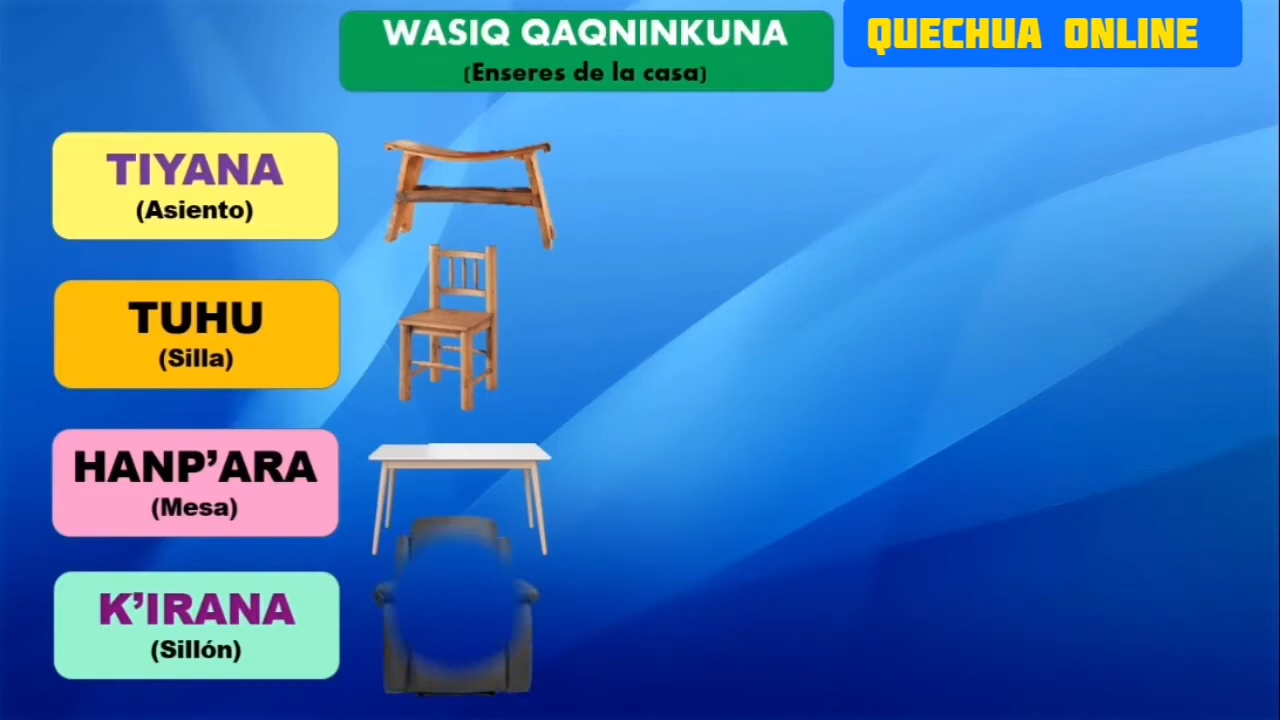 WASIQ QAQNINKUNA
(Enseres de la casa)
QUECHUA ONLINE
TIYANA
(Asiento)
TUHU
(Silla)
HANP’ARA
(Mesa)
K’IRANA
(Sillón)